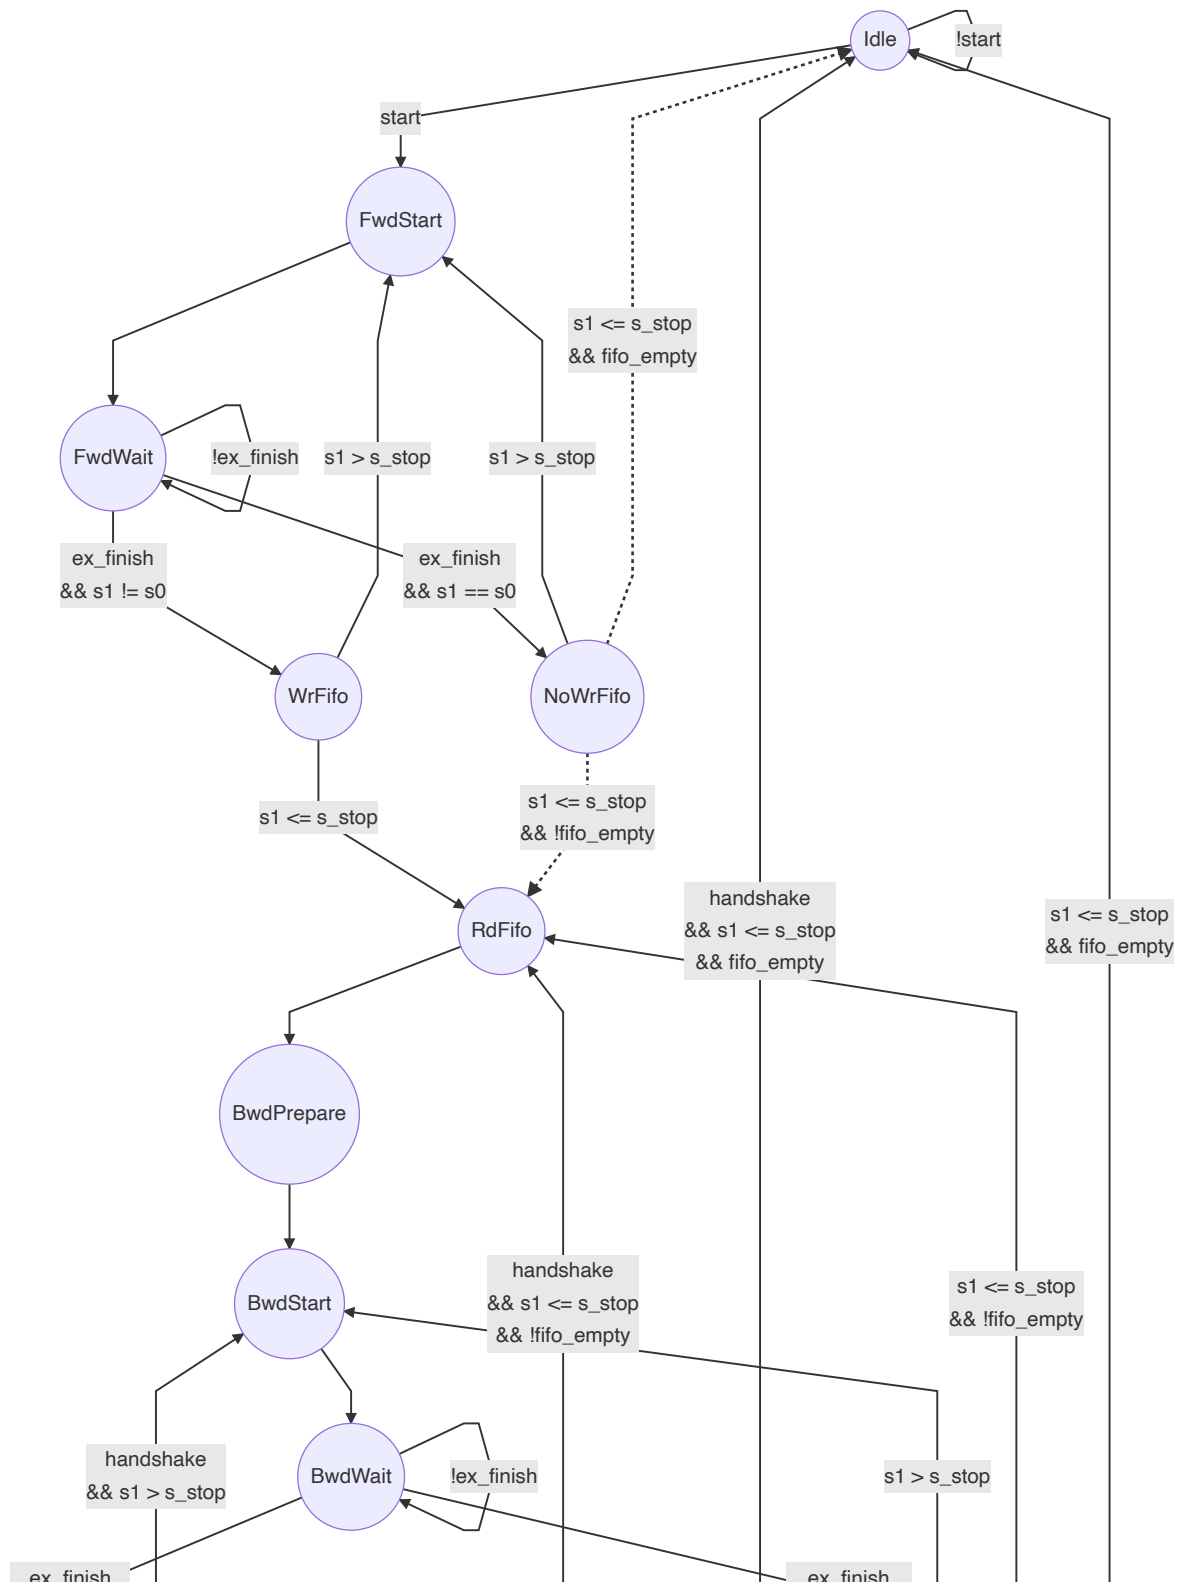 Idle
!start
start
FwdStart
s1 <= s_stop
&& fifo_empty
FwdWait
!ex_finish
s1 > s_stop
s1 > s_stop
ex_finish
&& s1 != s0
ex_finish
&& s1 == s0
WrFifo
NoWrFifo
s1 <= s_stop
s1 <= s_stop
&& !fifo_empty
RdFifo
handshake
&& s1 <= s_stop
&& fifo_empty
s1 <= s_stop
&& fifo_empty
BwdPrepare
BwdStart
handshake
&& s1 <= s_stop
&& !fifo_empty
s1 <= s_stop
&& !fifo_empty
handshake
&& s1 > s_stop
BwdWait
!ex_finish
s1 > s_stop
ex_finish
ex_finish